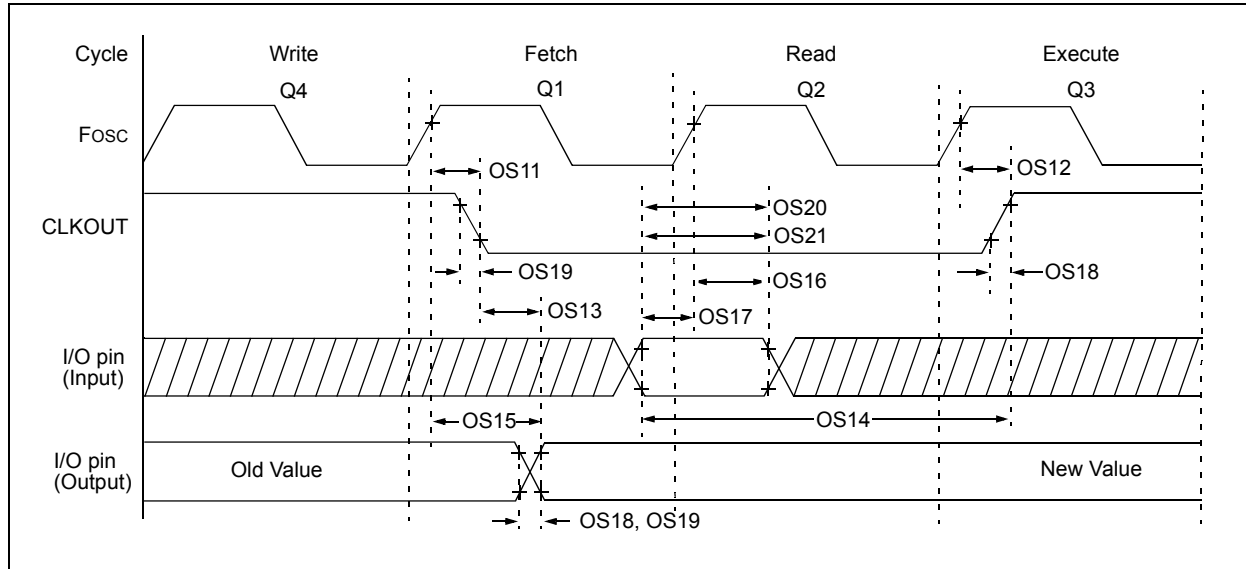 Cycle Write Fetch Read Execute
Q4 Q1 Q2 Q3
FOSC
OS11 OS12
CLKOUT
OS20
OS21
OS19 OS16 OS18
OS13 OS17
I/O pin
(Input)
OS15 OS14
I/O pin
(Output)
Old Value New Value
OS18, OS19